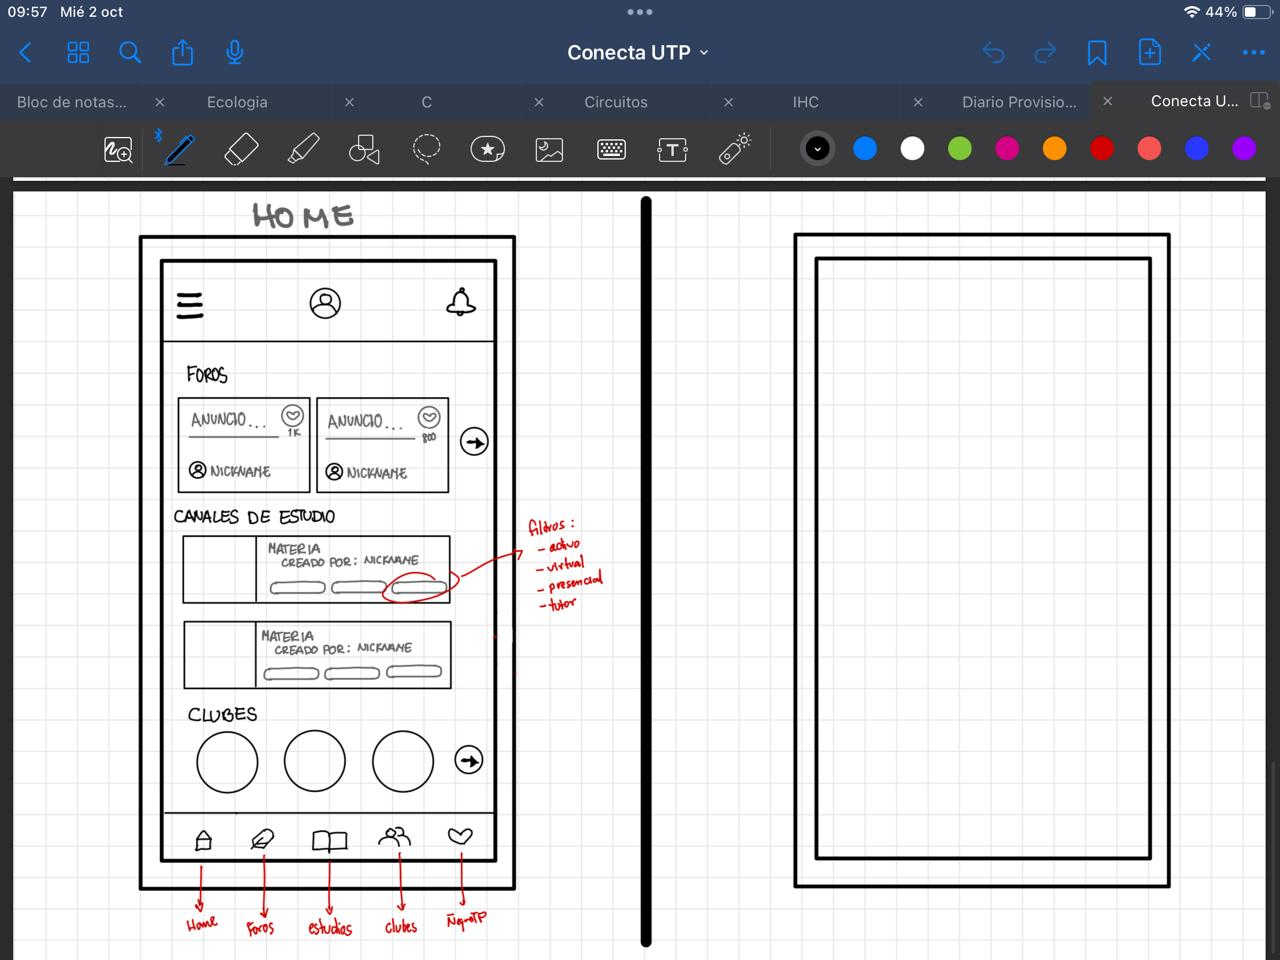 09:57 Mié 2 oct
44%
Conecta UTP
Bloc de notas...
Ecologia
C
Circuitos
IHC
Diario Provisio...
Conecta U...
HOME
FOROS
ANUNCIO...
1K
NICKNAME
ANUNCIO...
800
NICKNAME
CANALES DE ESTUDIO
MATERIA
CREADO POR: NICKNAME
filtros:
- activo
- virtual
- presencial
- tutor
MATERIA
CREADO POR: NICKNAME
CLUBES
Home
Foros
estudios
clubes